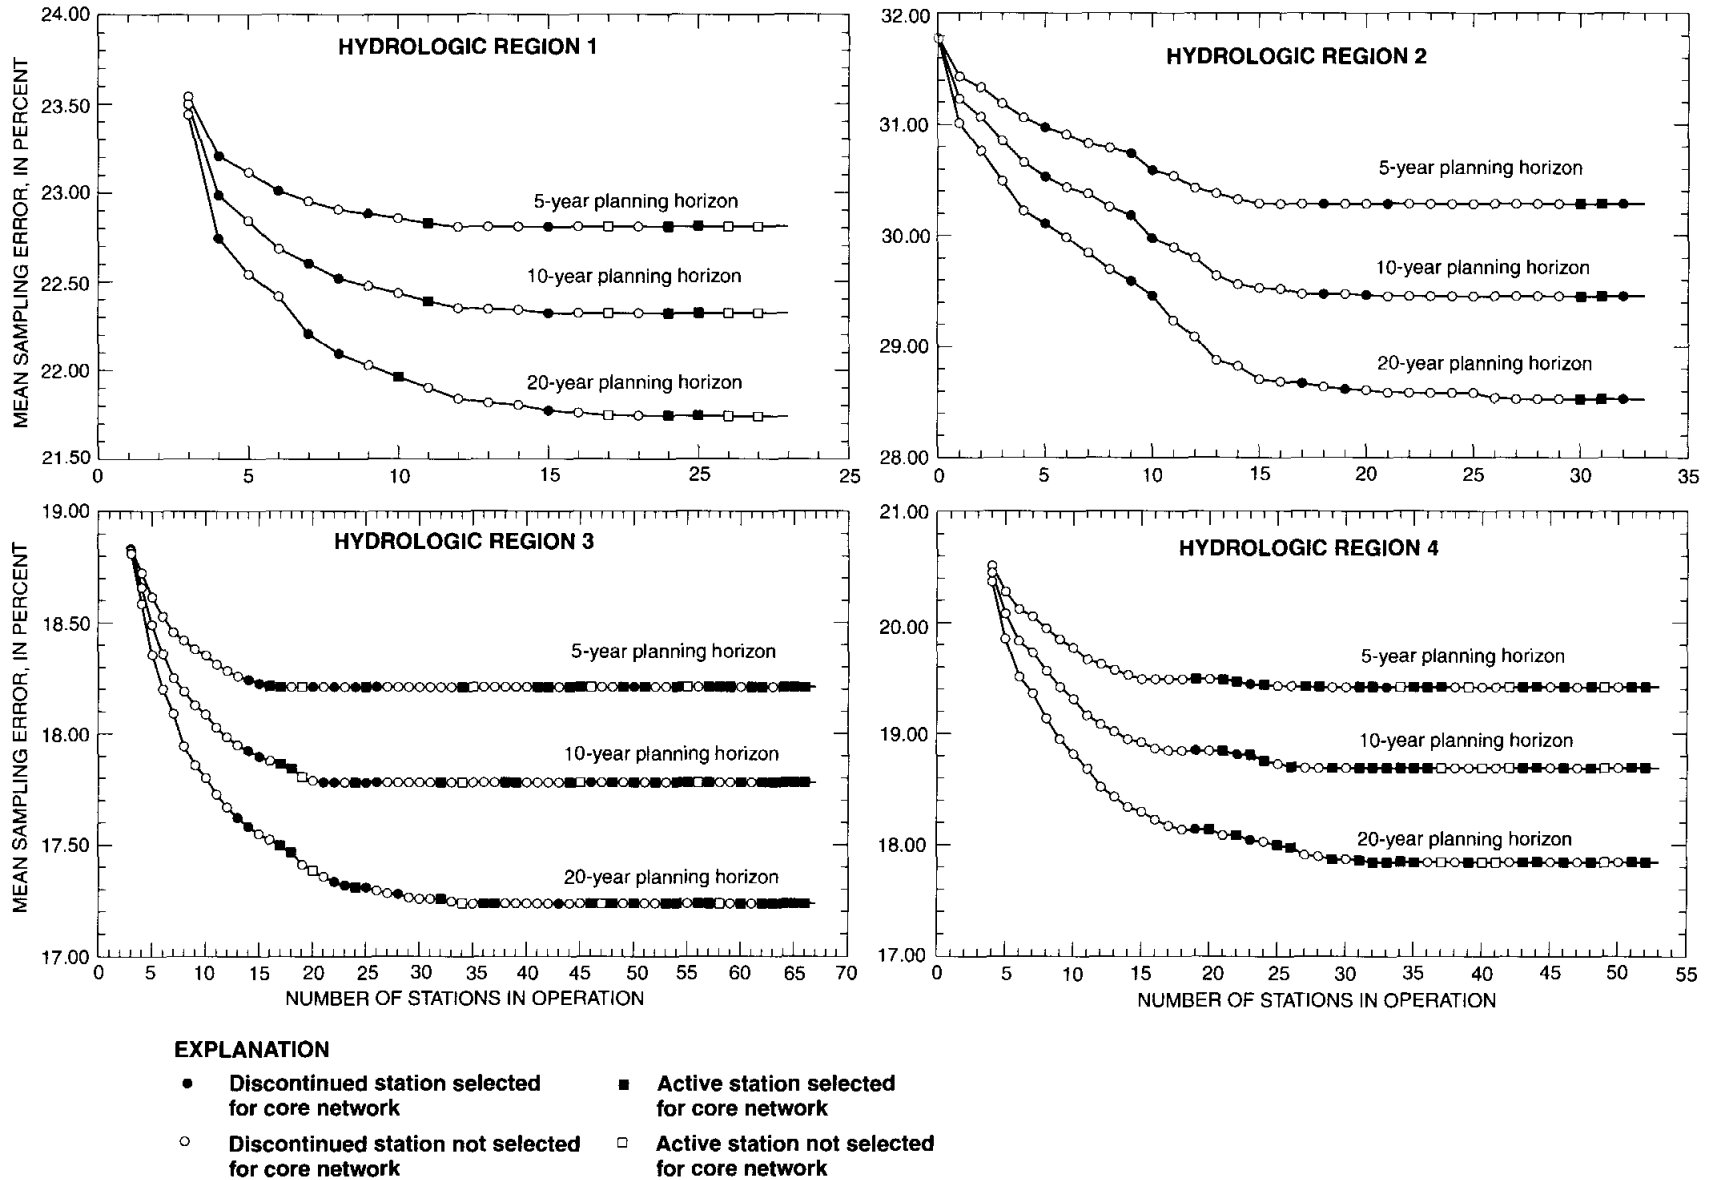 HYDROLOGIC REGION 1
MEAN SAMPLING ERROR, IN PERCENT
24.00
23.50
23.00
22.50
22.00
21.50
5-year planning horizon
10-year planning horizon
20-year planning horizon
0 5 10 15 25 25
HYDROLOGIC REGION 2
32.00
31.00
30.00
29.00
28.00
5-year planning horizon
10-year planning horizon
20-year planning horizon
0 5 10 15 20 25 30 35
HYDROLOGIC REGION 3
MEAN SAMPLING ERROR, IN PERCENT
19.00
18.50
18.00
17.50
17.00
5-year planning horizon
10-year planning horizon
20-year planning horizon
0 5 10 15 20 25 30 35 40 45 50 55 60 65 70
NUMBER OF STATIONS IN OPERATION
HYDROLOGIC REGION 4
21.00
20.00
19.00
18.00
17.00
5-year planning horizon
10-year planning horizon
20-year planning horizon
0 5 10 15 20 25 30 35 40 45 50 55
NUMBER OF STATIONS IN OPERATION
EXPLANATION
Discontinued station selected
for core network
Discontinued station not selected
for core network
Active station selected
for core network
Active station not selected
for core network